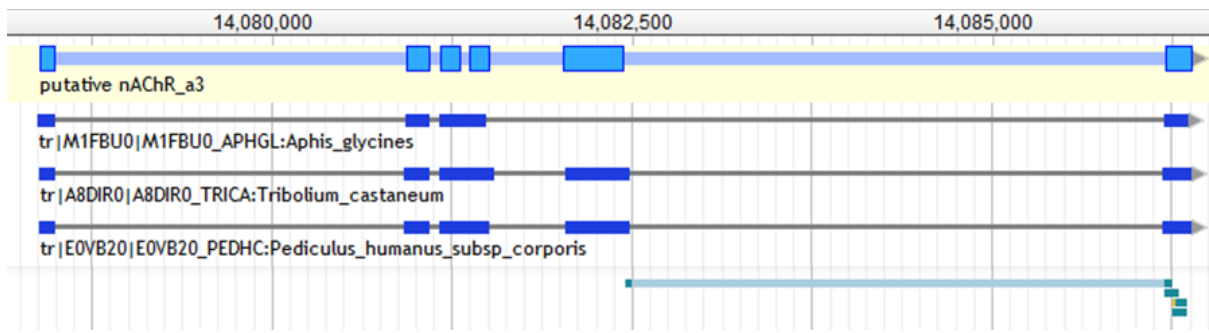 14,080,000 14,082,500 14,085,000
putative nAChR_a3
tr|M1FBU0|M1FBU0_APHGL:Aphis_glycines
tr|A8DIR0|A8DIR0_TRICA:Tribolium_castaneum
tr|E0VB20|E0VB20_PEDHC:Pediculus_humanus_subsp_corporis